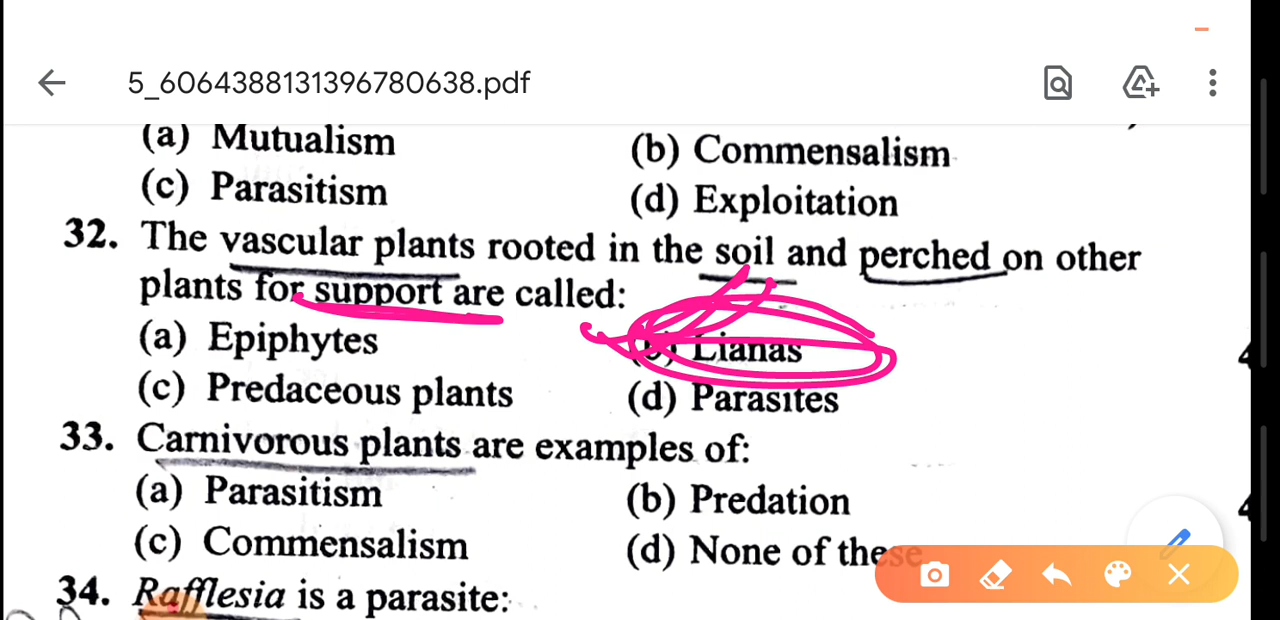 5_6064388131396780638.pdf
(a) Mutualism (b) Commensalism
(c) Parasitism (d) Exploitation
32. The vascular plants rooted in the soil and perched on other
plants for support are called:
(a) Epiphytes (b) Lianas
(c) Predaceous plants (d) Parasites
33. Carnivorous plants are examples of:
(a) Parasitism (b) Predation
(c) Commensalism (d) None of these
34. Rafflesia is a parasite: